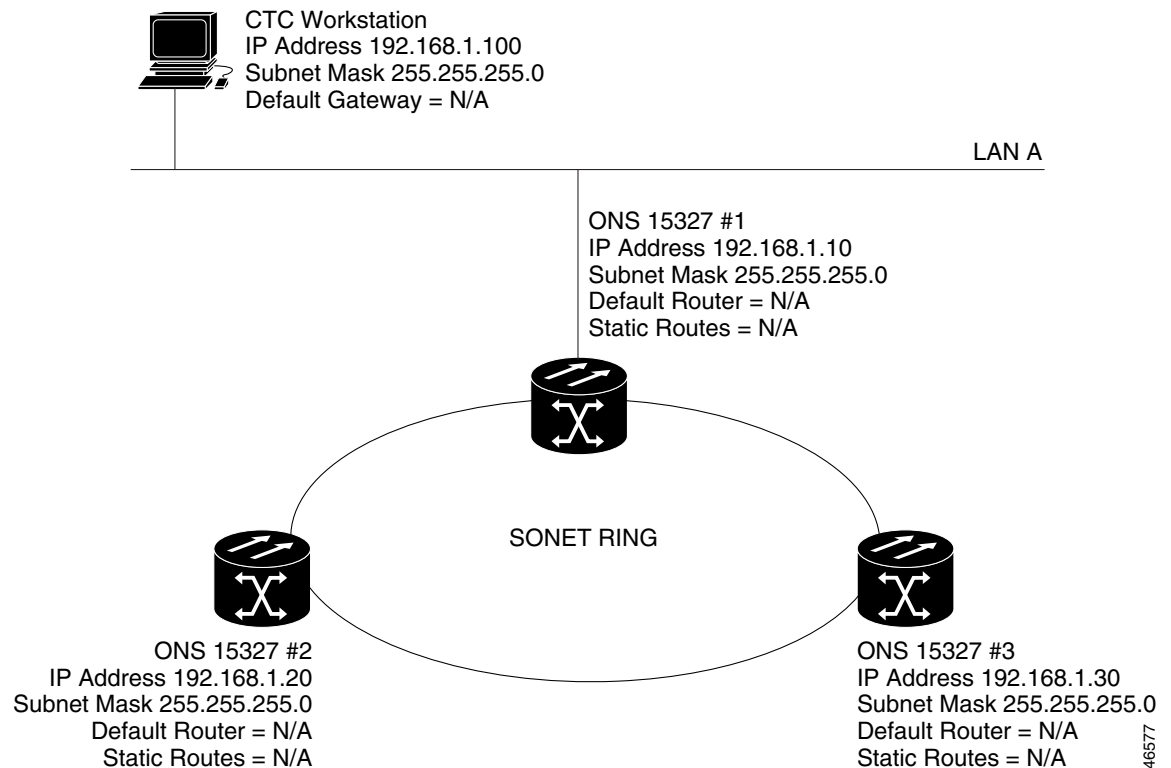 CTC Workstation
IP Address 192.168.1.100
Subnet Mask 255.255.255.0
Default Gateway = N/A
LAN A
ONS 15327 #1
IP Address 192.168.1.10
Subnet Mask 255.255.255.0
Default Router = N/A
Static Routes = N/A
SONET RING
ONS 15327 #2
IP Address 192.168.1.20
Subnet Mask 255.255.255.0
Default Router = N/A
Static Routes = N/A
ONS 15327 #3
IP Address 192.168.1.30
Subnet Mask 255.255.255.0
Default Router = N/A
Static Routes = N/A
46577